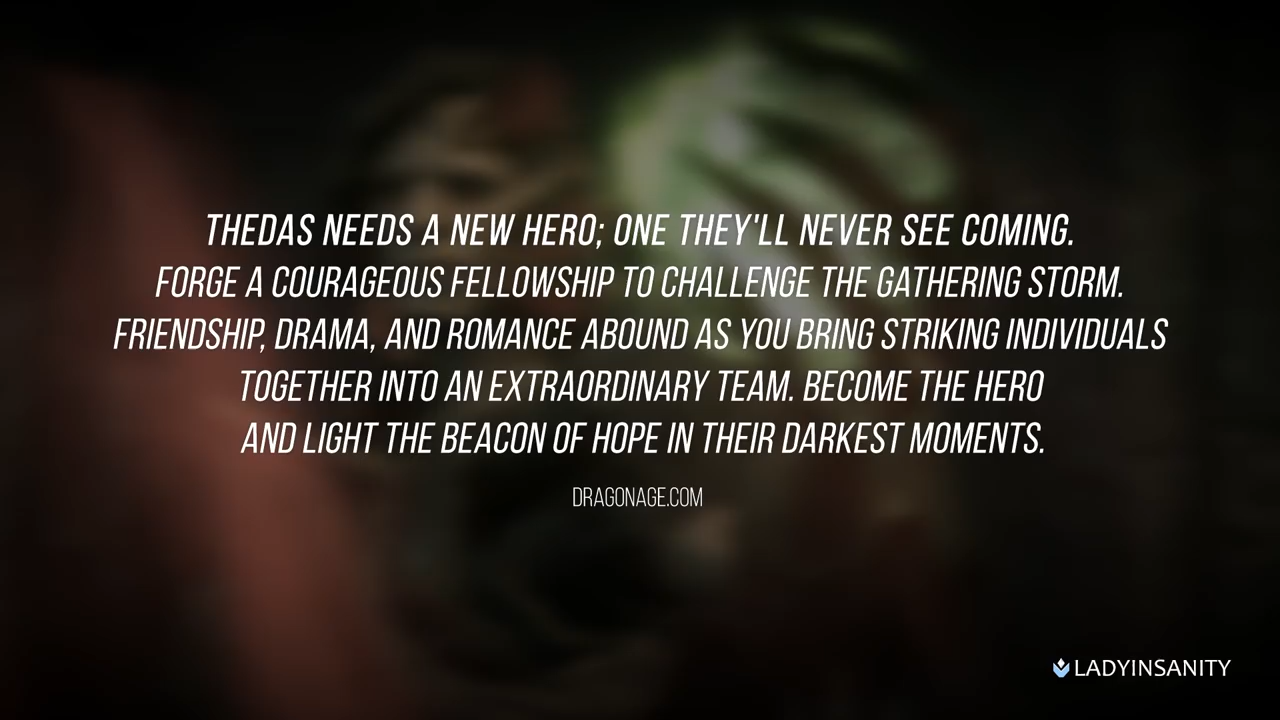 THEDAS NEEDS A NEW HERO; ONE THEY'LL NEVER SEE COMING.
FORGE A COURAGEOUS FELLOWSHIP TO CHALLENGE THE GATHERING STORM.
FRIENDSHIP, DRAMA, AND ROMANCE ABOUND AS YOU BRING STRIKING INDIVIDUALS
TOGETHER INTO AN EXTRAORDINARY TEAM. BECOME THE HERO
AND LIGHT THE BEACON OF HOPE IN THEIR DARKEST MOMENTS.
DRAGONAGE.COM
LADYINSANITY